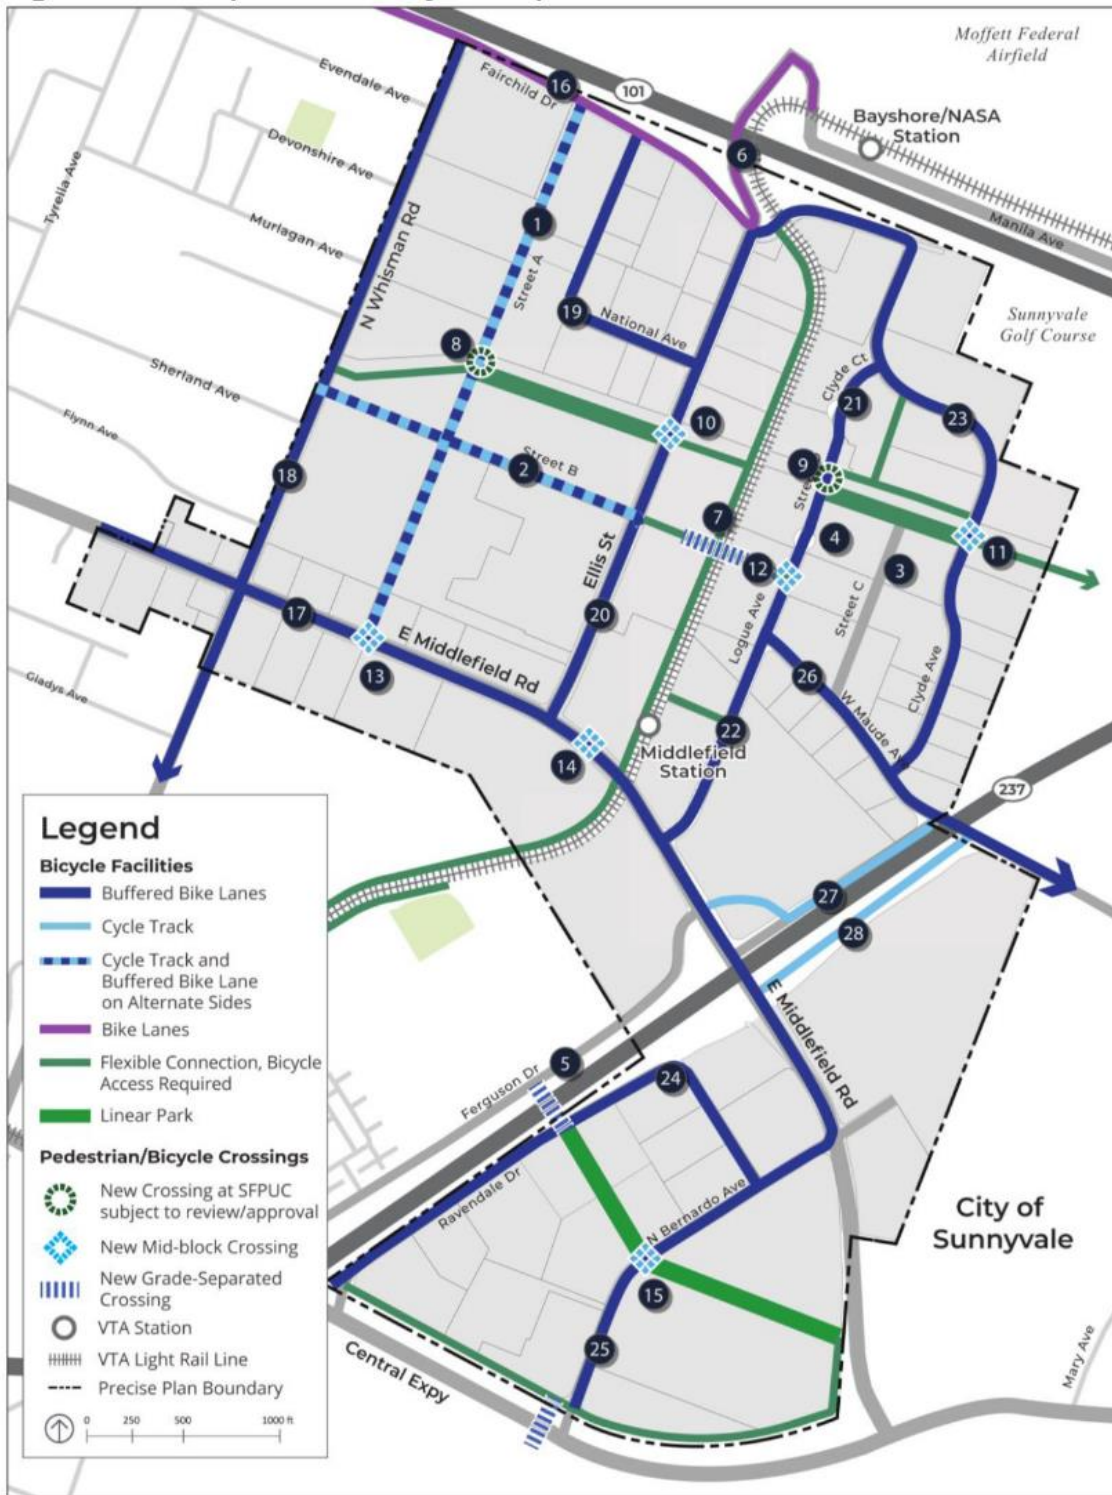 Moffett Federal
Airfield
Evendale Ave
Fairchild Dr
16
101
Bayshore/NASA
Station
Devonshire Ave
6
Tyrella Ave
Murlagan Ave
N Whisman Rd
1
Street A
Manila Ave
19
National Ave
Sunnyvale
Golf Course
8
Sherland Ave
Clyde Ct
21
23
Flynn Ave
10
18
2
Street B
9
7
4
11
12
3
Ellis St
17
20
Logue Ave
Street C
E Middlefield Rd
13
26
Clyde Ave
Gladys Ave
22
W Maude Ave
14
Middlefield
Station
237
27
28
E Middlefield Rd
5
24
Ferguson Dr
Ravendale Dr
N Bernardo Ave
City of
Sunnyvale
15
25
Central Expy
Mary Ave
Legend
Bicycle Facilities
Buffered Bike Lanes
Cycle Track
Cycle Track and
Buffered Bike Lane
on Alternate Sides
Bike Lanes
Flexible Connection, Bicycle
Access Required
Linear Park
Pedestrian/Bicycle Crossings
New Crossing at SFPUC
subject to review/approval
New Mid-block Crossing
New Grade-Separated
Crossing
VTA Station
VTA Light Rail Line
Precise Plan Boundary
0 250 500 1000 ft